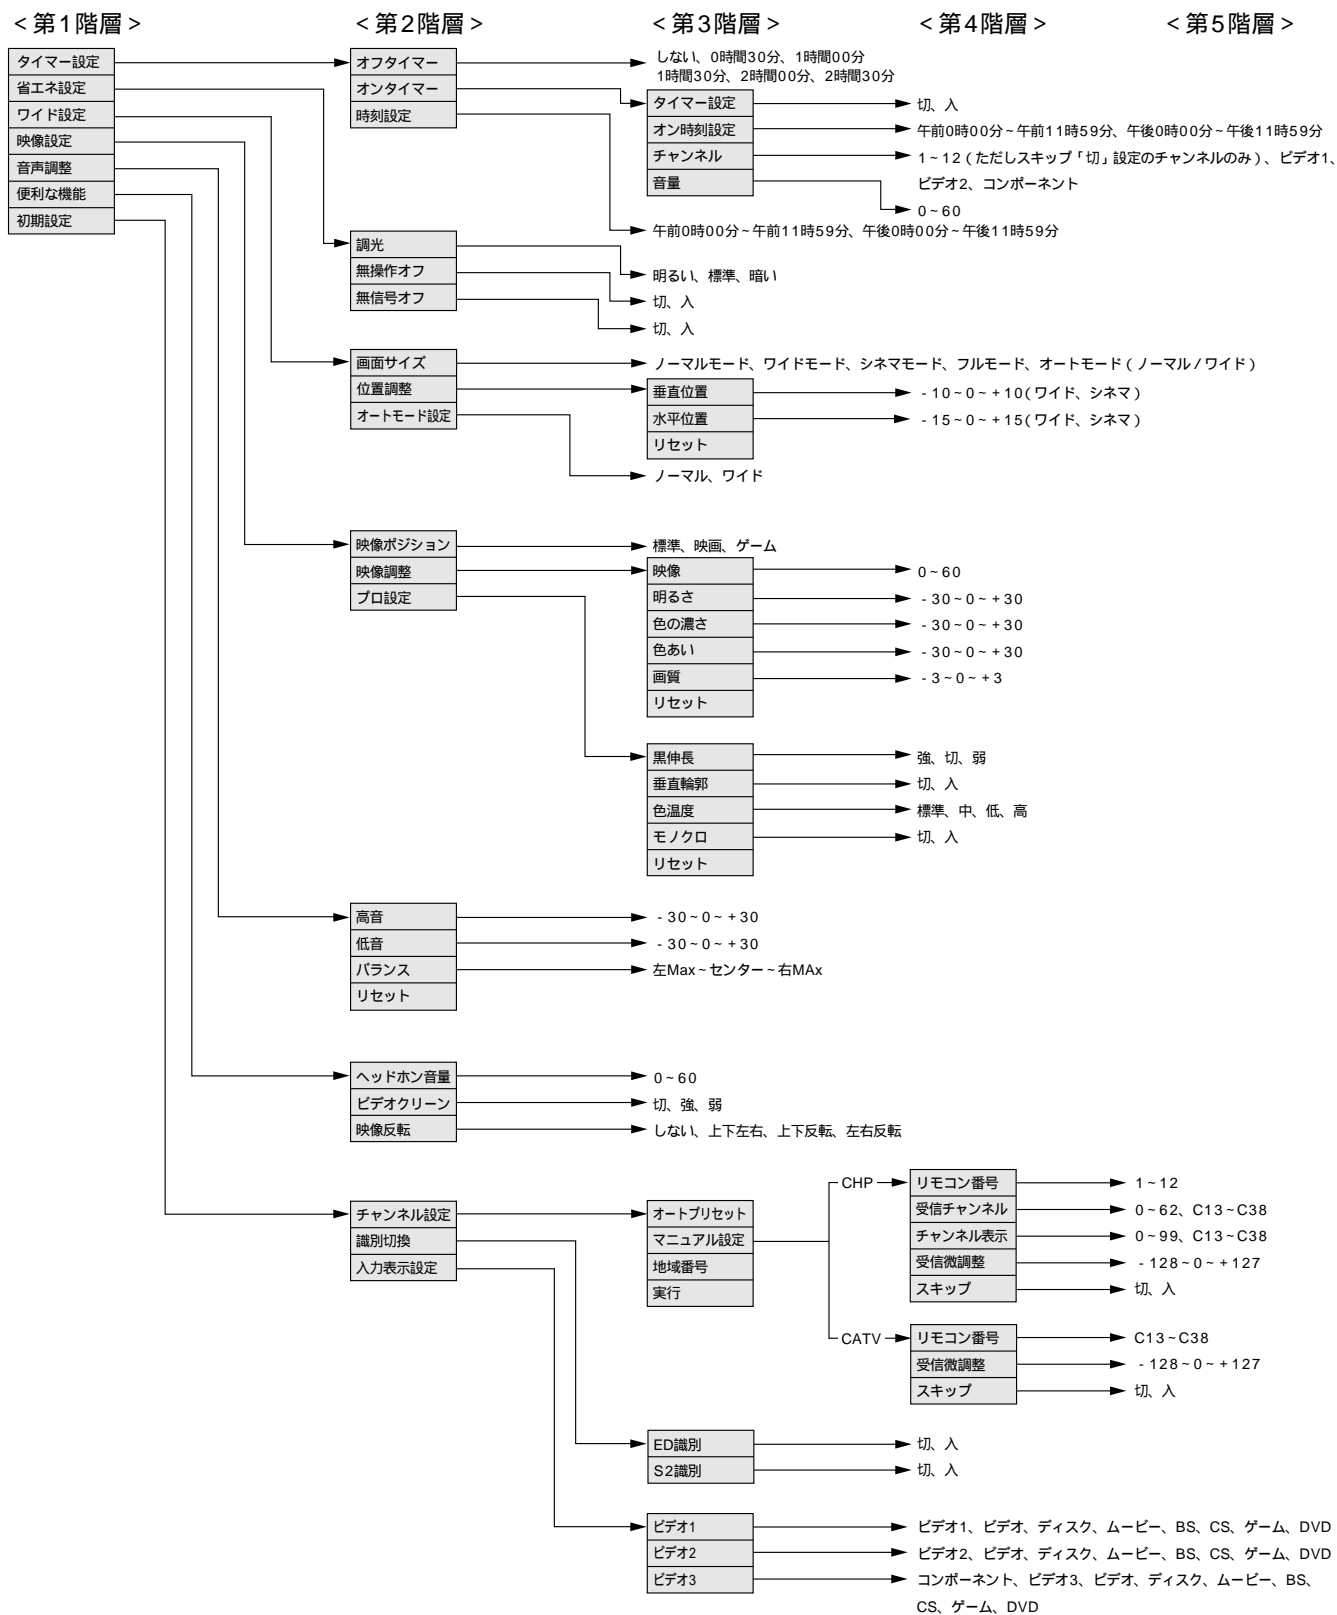 ＜第1階層＞
＜第2階層＞
＜第3階層＞
＜第4階層＞
＜第5階層＞
タイマー設定
省エネ設定
ワイド設定
映像設定
音声調整
便利な機能
初期設定
オフタイマー
オンタイマー
時刻設定
しない、0時間30分、1時間00分
1時間30分、2時間00分、2時間30分
タイマー設定
オン時刻設定
チャンネル
音量
切、入
午前0時00分~午前11時59分、午後0時00分~午後11時59分
1~12（ただしスキップ「切」設定のチャンネルのみ）、ビデオ1、
ビデオ2、コンポーネント
0~60
午前0時00分~午前11時59分、午後0時00分~午後11時59分
調光
無操作オフ
無信号オフ
明るい、標準、暗い
切、入
切、入
画面サイズ
位置調整
オートモード設定
ノーマルモード、ワイドモード、シネマモード、フルモード、オートモード（ノーマル/ワイド）
垂直位置
水平位置
リセット
-10~0~+10(ワイド、シネマ）
-15~0~+15(ワイド、シネマ）
ノーマル、ワイド
映像ポジション
映像調整
プロ設定
標準、映画、ゲーム
映像
明るさ
色の濃さ
色あい
画質
リセット
0~60
-30~0~+30
-30~0~+30
-30~0~+30
-3~0~+3
黒伸長
垂直輪郭
色温度
モノクロ
リセット
強、切、弱
切、入
標準、中、低、高
切、入
高音
低音
バランス
リセット
-30~0~+30
-30~0~+30
左Max~センター~右MAx
ヘッドホン音量
ビデオクリーン
映像反転
0~60
切、強、弱
しない、上下左右、上下反転、左右反転
チャンネル設定
識別切換
入力表示設定
オートプリセット
マニュアル設定
地域番号
実行
CHP
リモコン番号
受信チャンネル
チャンネル表示
受信微調整
スキップ
1~12
0~62、C13~C38
0~99、C13~C38
-128~0~+127
切、入
CATV
リモコン番号
受信微調整
スキップ
C13~C38
-128~0~+127
切、入
ED識別
S2識別
切、入
切、入
ビデオ1
ビデオ2
ビデオ3
ビデオ1、ビデオ、ディスク、ムービー、BS、CS、ゲーム、DVD
ビデオ2、ビデオ、ディスク、ムービー、BS、CS、ゲーム、DVD
コンポーネント、ビデオ3、ビデオ、ディスク、ムービー、BS、
CS、ゲーム、DVD